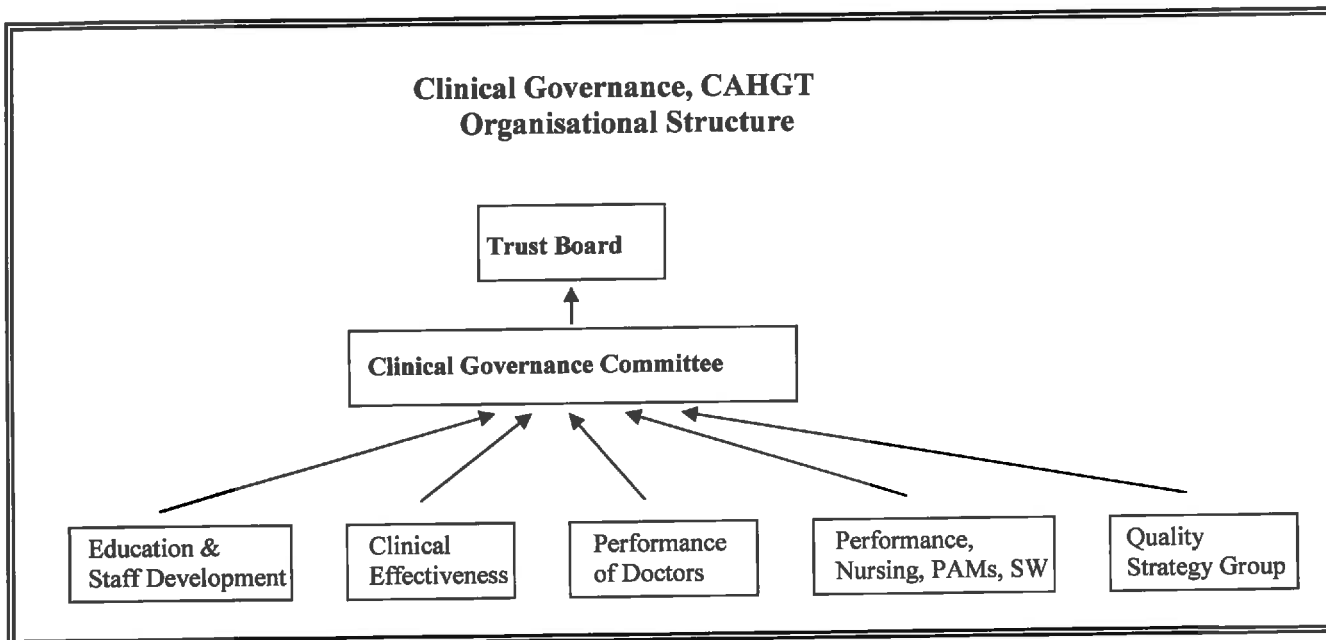 Clinical Governance, CAHGT
Organisational Structure
Trust Board
Clinical Governance Committee
Education &
Staff Development
Clinical
Effectiveness
Performance
of Doctors
Performance,
Nursing, PAMs, SW
Quality
Strategy Group